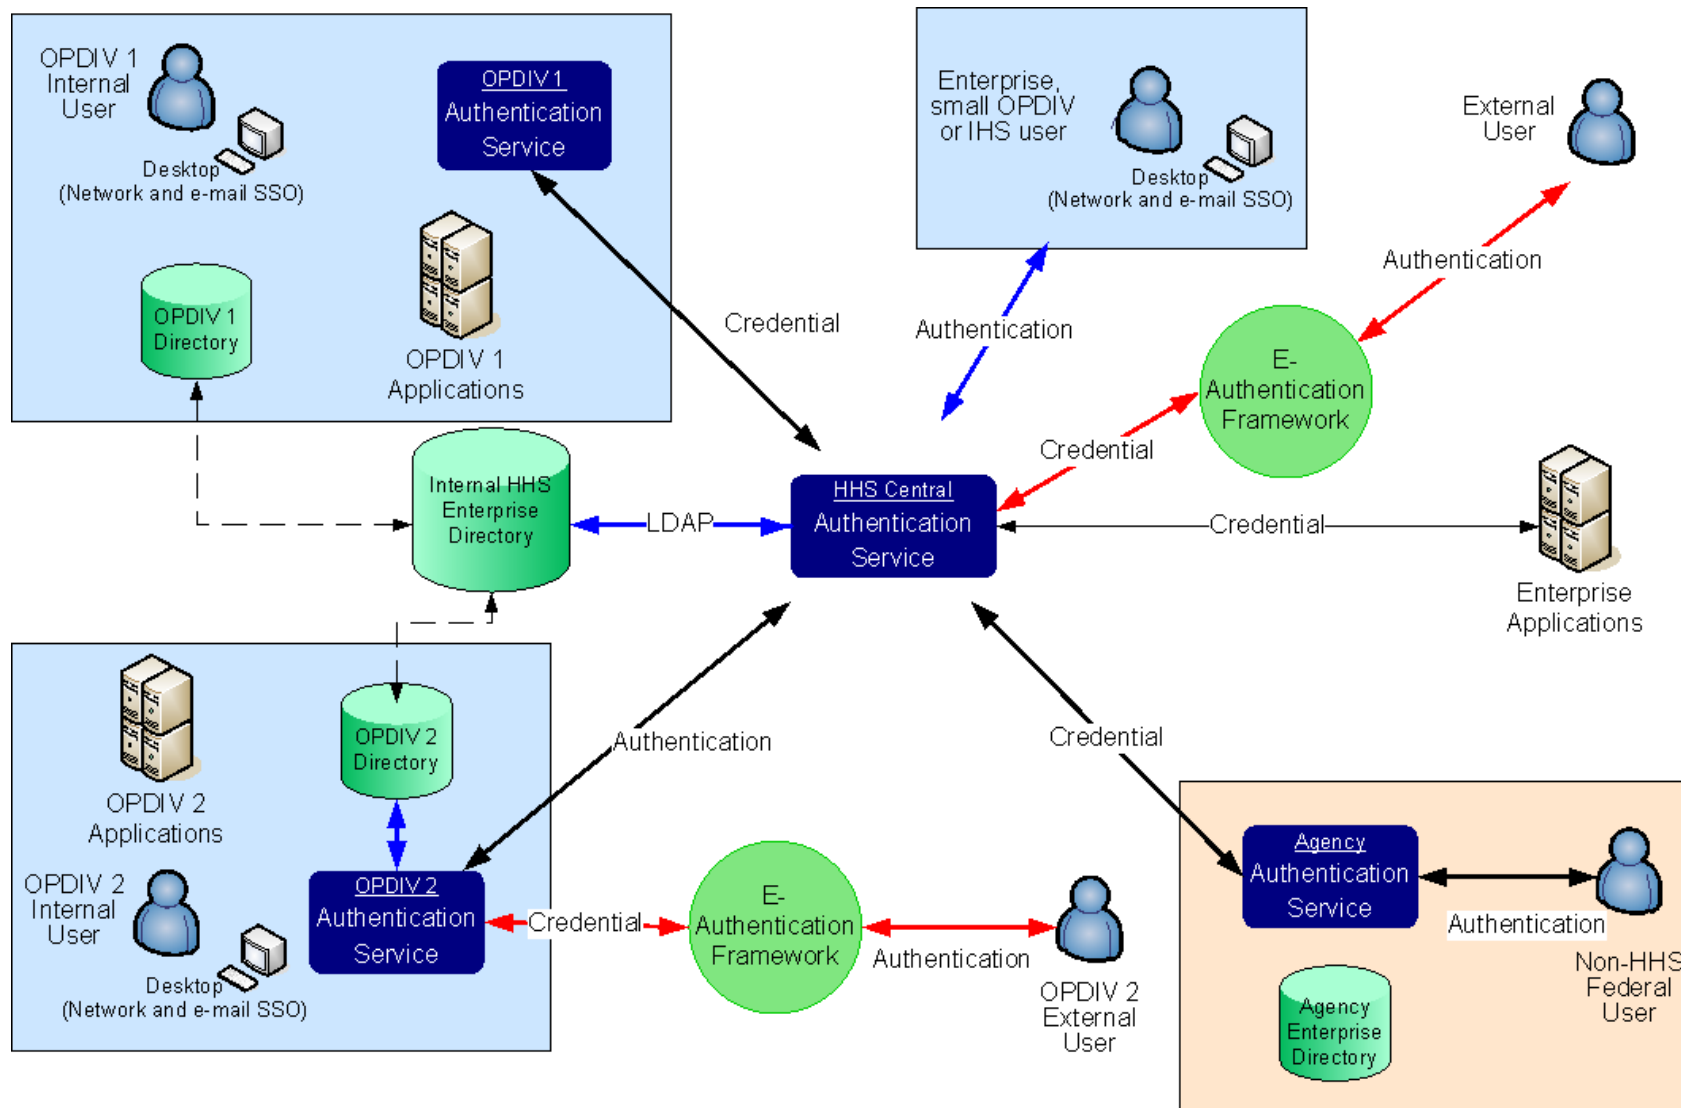 OPDIV 1
Internal
User
Desktop
(Network and e-mail SSO)
OPDIV1
Authentication
Service
OPDIV 1
Directory
OPDIV 1
Applications
Enterprise,
small OPDIV
or IHS user
Desktop
(Network and e-mail SSO)
External
User
Authentication
Credential
Authentication
E-
Authentication
Framework
Credential
Internal HHS
Enterprise
Directory
LDAP
HHS Central
Authentication
Service
Credential
Enterprise
Applications
OPDIV 2
Applications
OPDIV 2
Directory
Authentication
Credential
OPDIV 2
Internal
User
Desktop
(Network and e-mail SSO)
OPDIV 2
Authentication
Service
Credential
E-
Authentication
Framework
Authentication
OPDIV 2
External
User
Agency
Authentication
Service
Authentication
Non-HHS
Federal
User
Agency
Enterprise
Directory